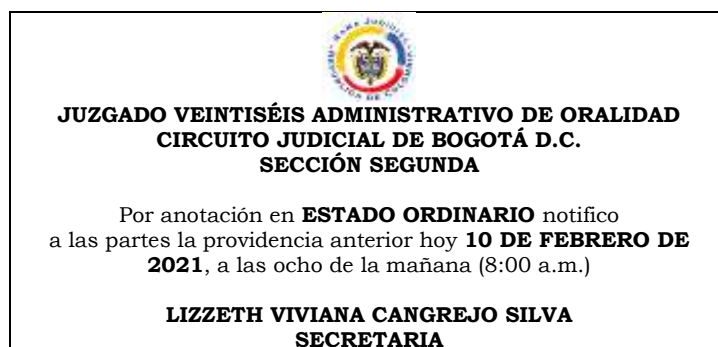 JUZGADO VEINTISÉIS ADMINISTRATIVO DE ORALIDAD
CIRCUITO JUDICIAL DE BOGOTÁ D.C.
SECCIÓN SEGUNDA
Por anotación en ESTADO ORDINARIO notifico
a las partes la providencia anterior hoy 10 DE FEBRERO DE
2021, a las ocho de la mañana (8:00 a.m.)
LIZZETH VIVIANA CANGREJO SILVA
SECRETARIA